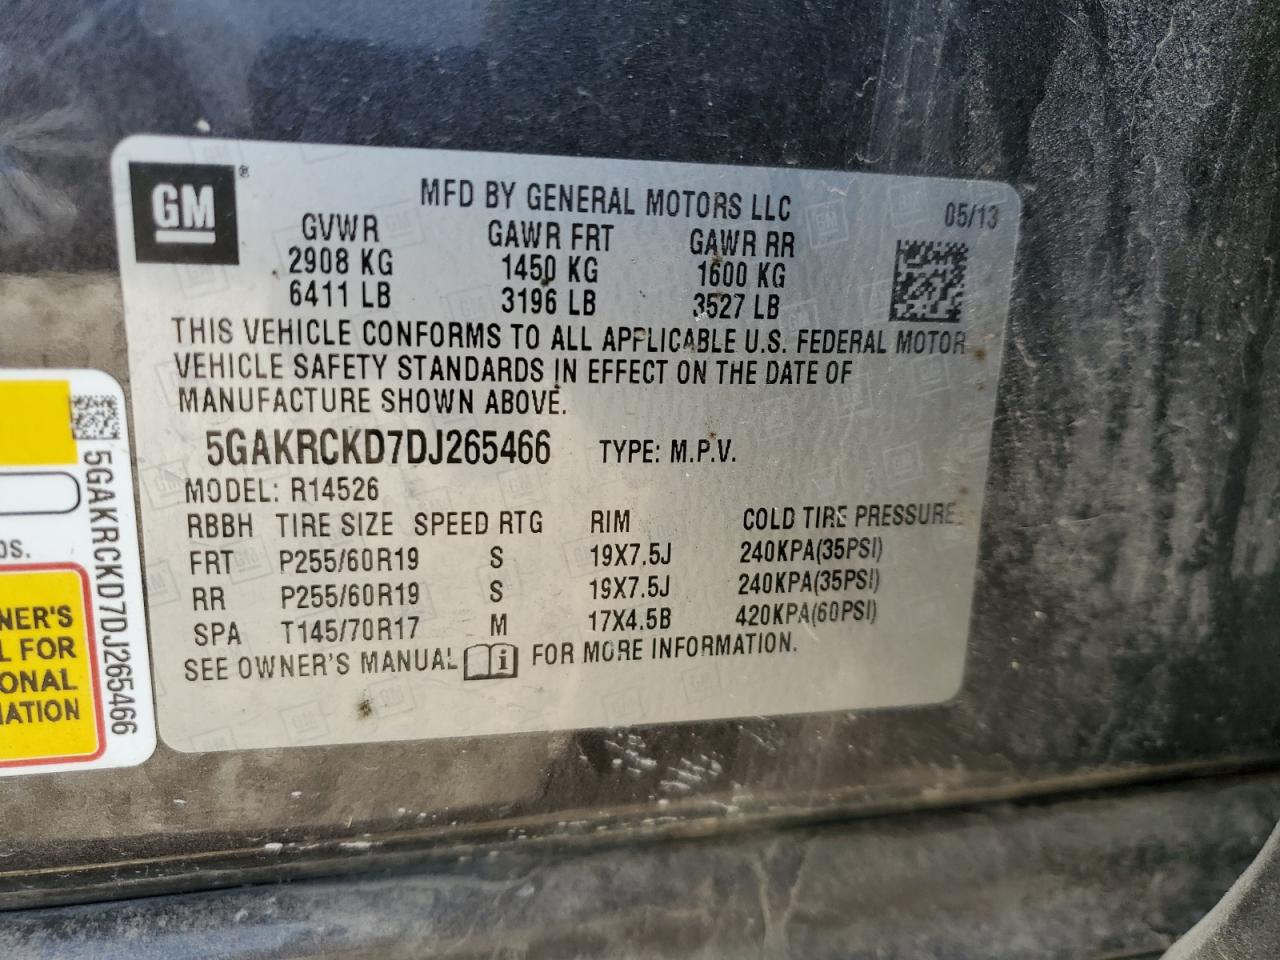 GM ®
MFD BY GENERAL MOTORS LLC 05/13
GVWR GAWR FRT GAWR RR
2908 KG 1450 KG 1600 KG
6411 LB 3196 LB 3527 LB
THIS VEHICLE CONFORMS TO ALL APPLICABLE U.S. FEDERAL MOTOR
VEHICLE SAFETY STANDARDS IN EFFECT ON THE DATE OF
MANUFACTURE SHOWN ABOVE.
5GAKRCKD7DJ265466 TYPE: M.P.V.
MODEL: R14526
RBBH TIRE SIZE SPEED RTG RIM COLD TIRE PRESSURE
FRT P255/60R19 S 19X7.5J 240KPA(35PSI)
RR P255/60R19 S 19X7.5J 240KPA(35PSI)
SPA T145/70R17 M 17X4.5B 420KPA(60PSI)
SEE OWNER'S MANUAL i FOR MORE INFORMATION.
5GAKRCKD7DJ265466
OS.
NER'S
L FOR
ONAL
MATION